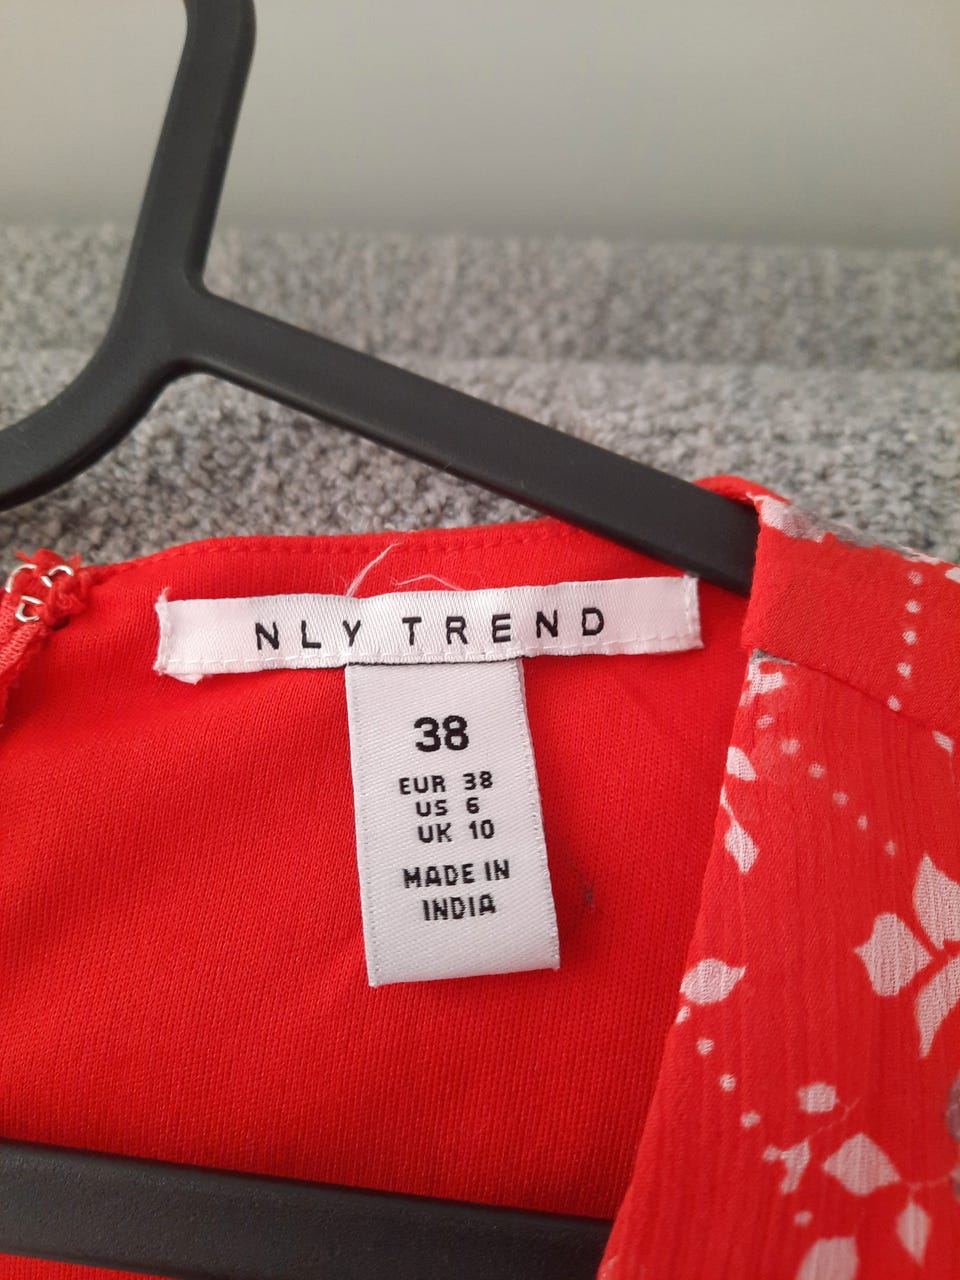 NLY TREND
38
EUR 38
US 6
UK 10
MADE IN
INDIA